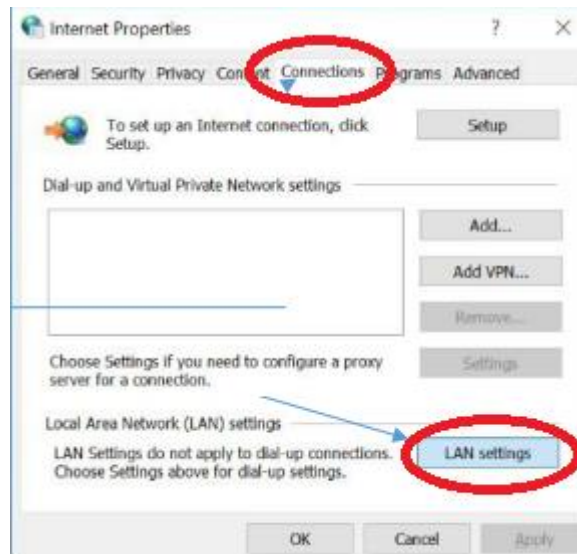 Internet Properties ? ×
General Security Privacy Content Connections Programs Advanced
To set up an Internet connection, click
Setup.
Setup
Dial-up and Virtual Private Network settings
Add...
Add VPN...
Remove...
Choose Settings if you need to configure a proxy
server for a connection.
Settings
Local Area Network (LAN) settings
LAN Settings do not apply to dial-up connections.
Choose Settings above for dial-up settings.
LAN settings
OK Cancel Apply